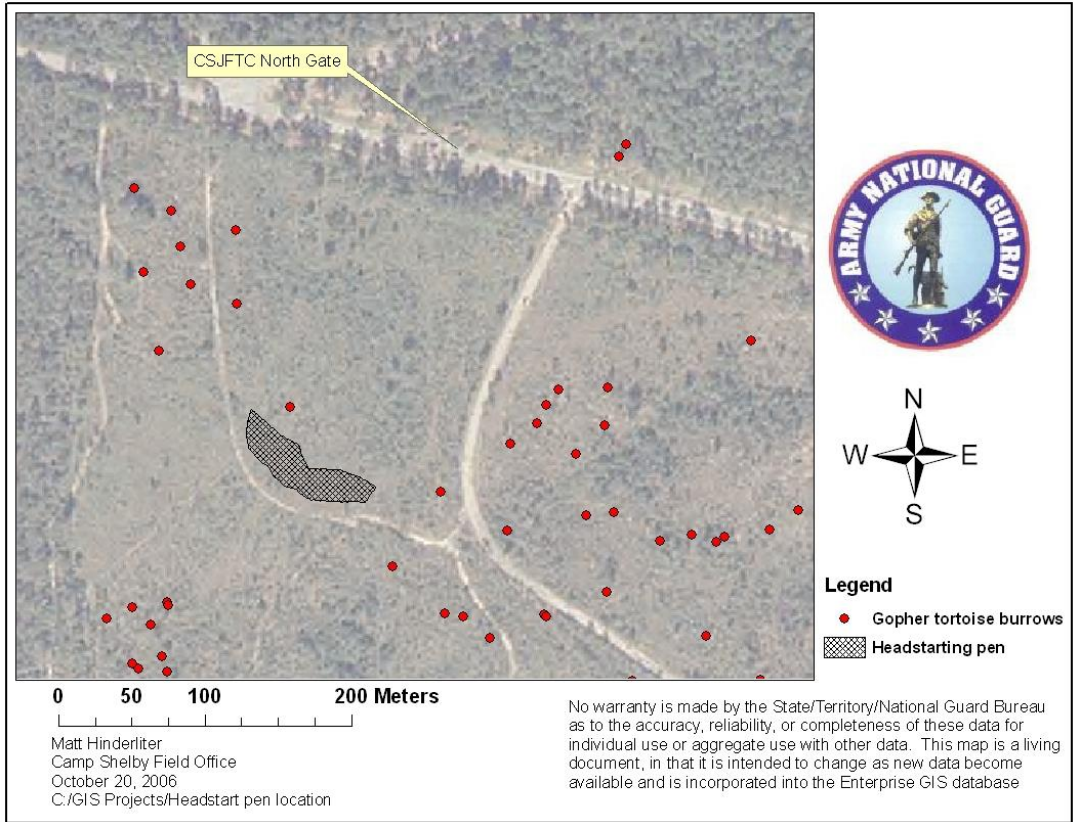 CSJFTC North Gate
ARMY NATIONAL GUARD
N
W E
S
Legend
Gopher tortoise burrows
Headstarting pen
0 50 100 200 Meters
Matt Hinderliter
Camp Shelby Field Office
October 20, 2006
C:/GIS Projects/Headstart pen location
No warranty is made by the State/Territory/National Guard Bureau
as to the accuracy, reliability, or completeness of these data for
individual use or aggregate use with other data.  This map is a living
document, in that it is intended to change as new data become
available and is incorporated into the Enterprise GIS database